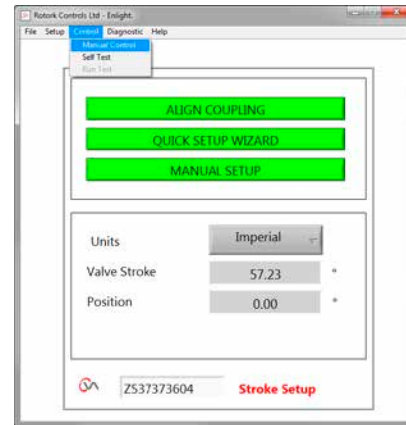 Rotork Controls Ltd - Enlight.
File Setup Control Diagnostic Help
Manual Control
Self Test
Run Test
ALIGN COUPLING
QUICK SETUP WIZARD
MANUAL SETUP
Units Imperial
Valve Stroke 57.23 °
Position 0.00 °
ZS37373604 Stroke Setup